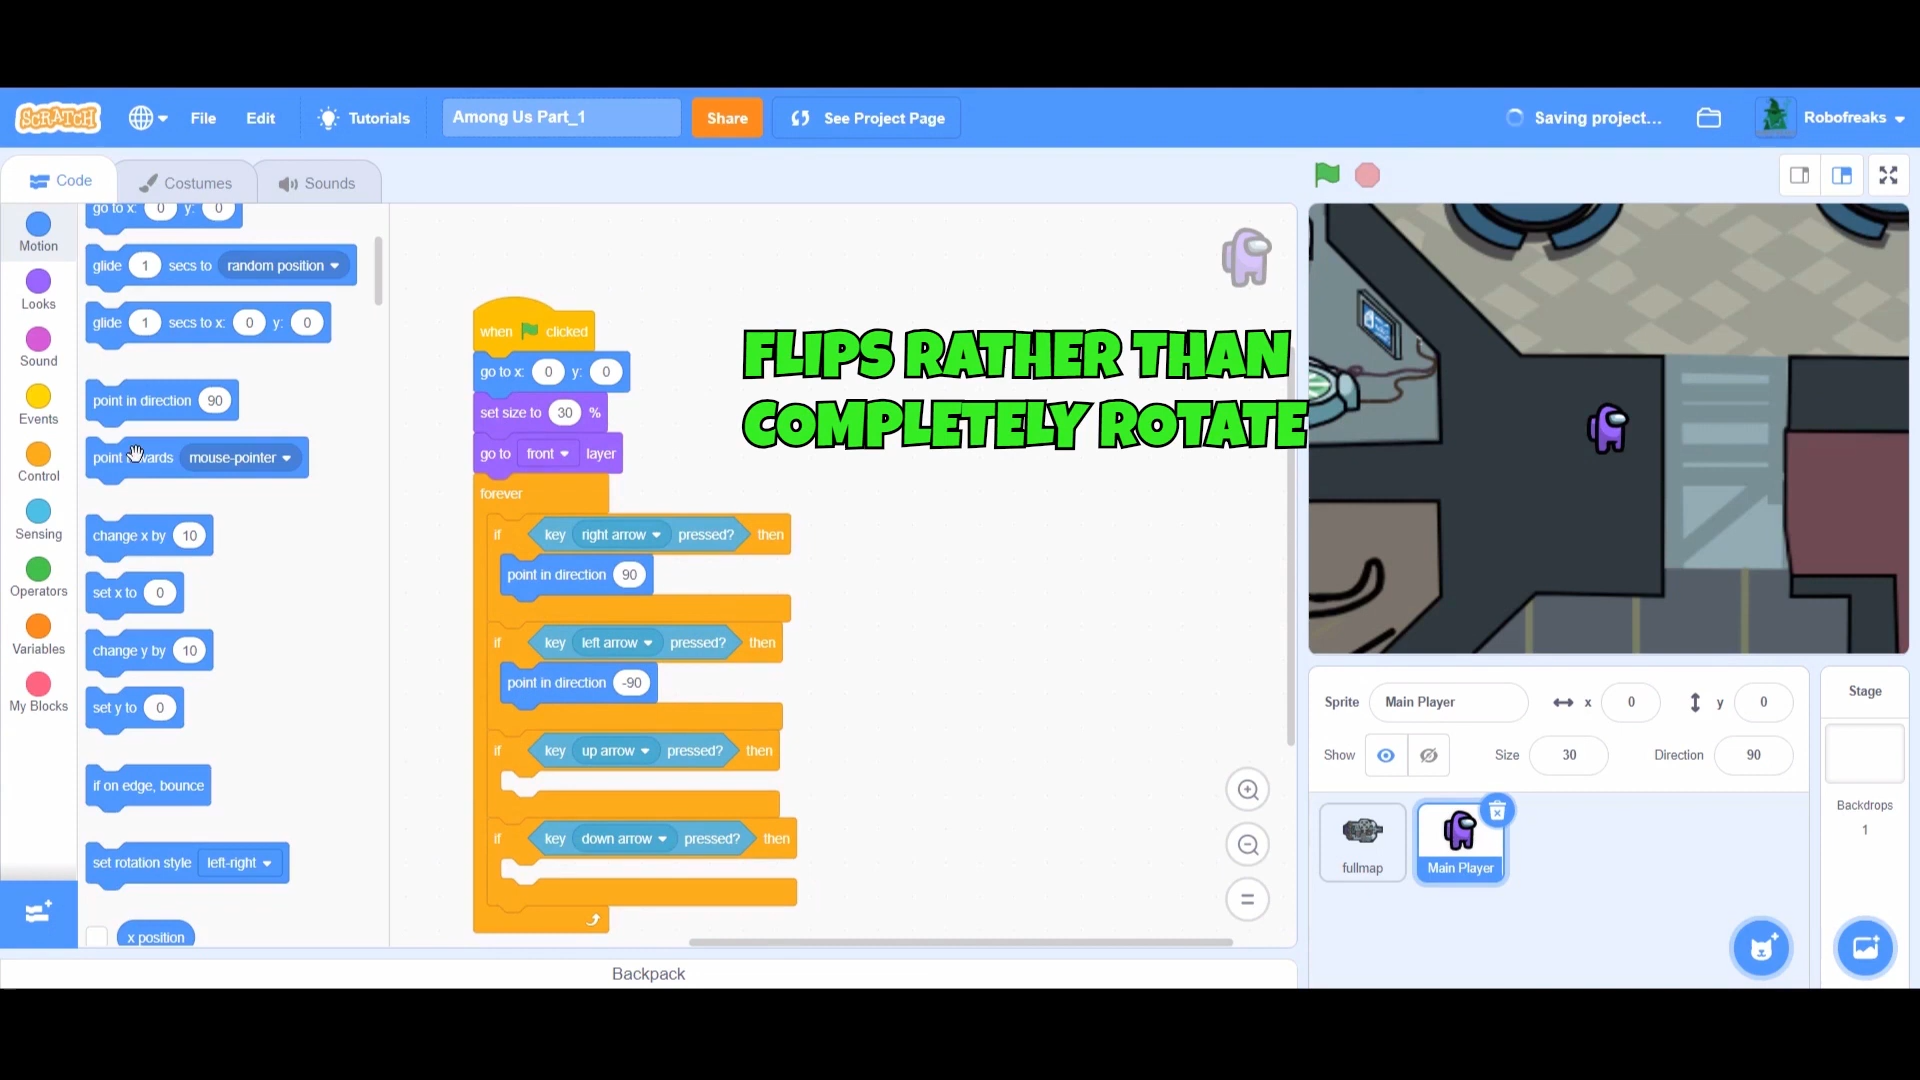 SCRATCH
File
Edit
Tutorials
Among Us Part_1
Share
See Project Page
Saving project...
Robofreaks
Code
Costumes
Sounds
Motion
Looks
Sound
Events
Control
Sensing
Operators
Variables
My Blocks
go to x: 0 y: 0
glide 1 secs to random position
glide 1 secs to x: 0 y: 0
point in direction 90
point towards mouse-pointer
change x by 10
set x to 0
change y by 10
set y to 0
if on edge, bounce
set rotation style left-right
x position
when clicked
go to x: 0 y: 0
set size to 30 %
go to front layer
forever
if key right arrow pressed? then
point in direction 90
if key left arrow pressed? then
point in direction -90
if key up arrow pressed? then
if key down arrow pressed? then
FLIPS RATHER THAN
COMPLETELY ROTATE
Backpack
Sprite Main Player x 0 y 0
Show Size 30 Direction 90
fullmap
Main Player
Stage
Backdrops
1